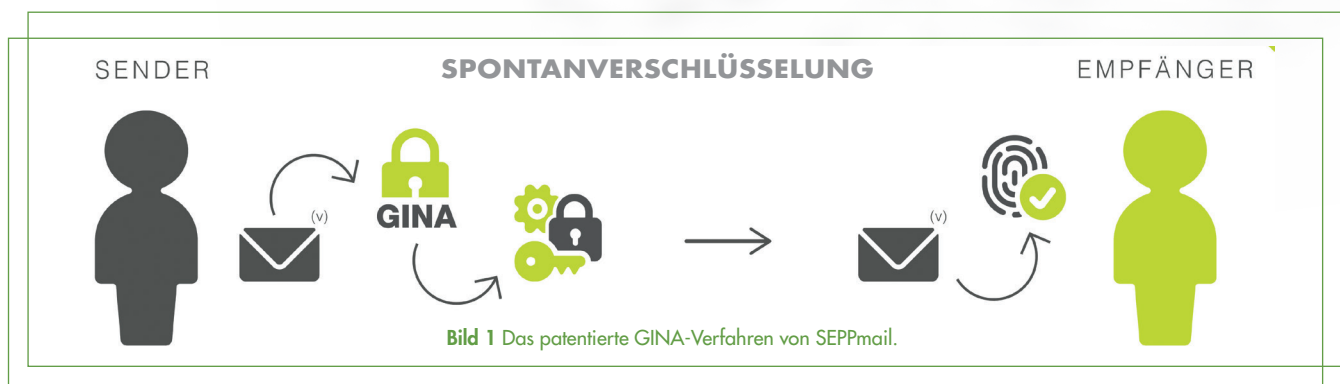 SENDER
SPONTANVERSCHLÜSSELUNG
EMPFÄNGER
(v)
GINA
(v)
Bild 1 Das patentierte GINA-Verfahren von SEPPmail.